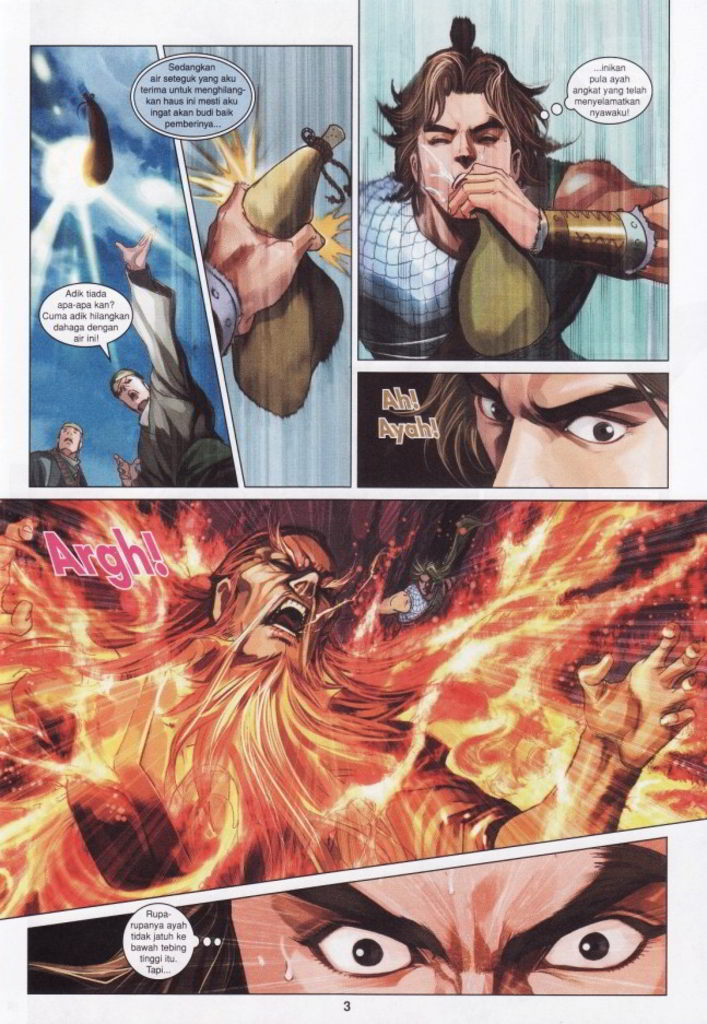 Adik tiada
apa-apa kan?
Cuma adik hilangkan
dahaga dengan
air ini!
Sedangkan
air seteguk yang aku
terima untuk menghilang-
kan haus ini mesti aku
ingat akan budi baik
pemberinya...
...inikan
pula ayah
angkat yang telah
menyelamatkan
nyawaku!
Ah!
Ayah!
Argh!
Rupa-
rupanya ayah
tidak jatuh ke
bawah tebing
tinggi itu.
Tapi...
3